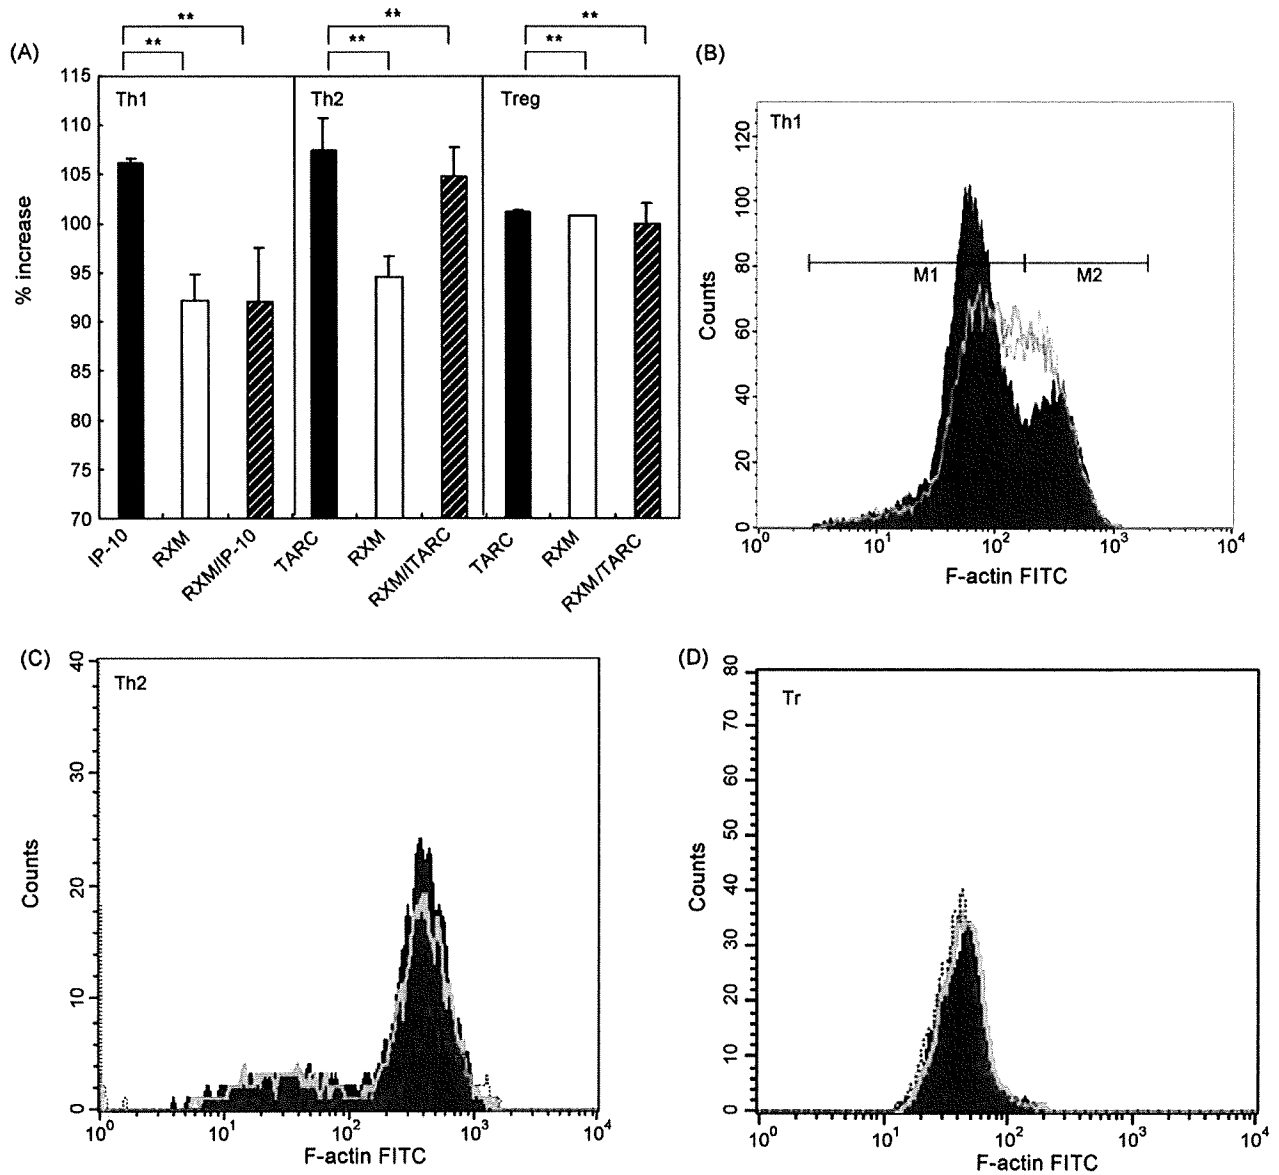 (A)
** ** **
** ** **
Th1 Th2 Treg
115
110
105
100
95
90
85
80
75
70
% increase
IP-10 RXM RXM/IP-10 TARC RXM RXM/ITARC TARC RXM RXM/TARC
(B)
Th1
120
100
80
60
40
20
0
Counts
M1 M2
10^0 10^1 10^2 10^3 10^4
F-actin FITC
(C)
Th2
40
30
20
10
0
Counts
10^0 10^1 10^2 10^3 10^4
F-actin FITC
(D)
Tr
80
70
60
50
40
30
20
10
0
Counts
10^0 10^1 10^2 10^3 10^4
F-actin FITC